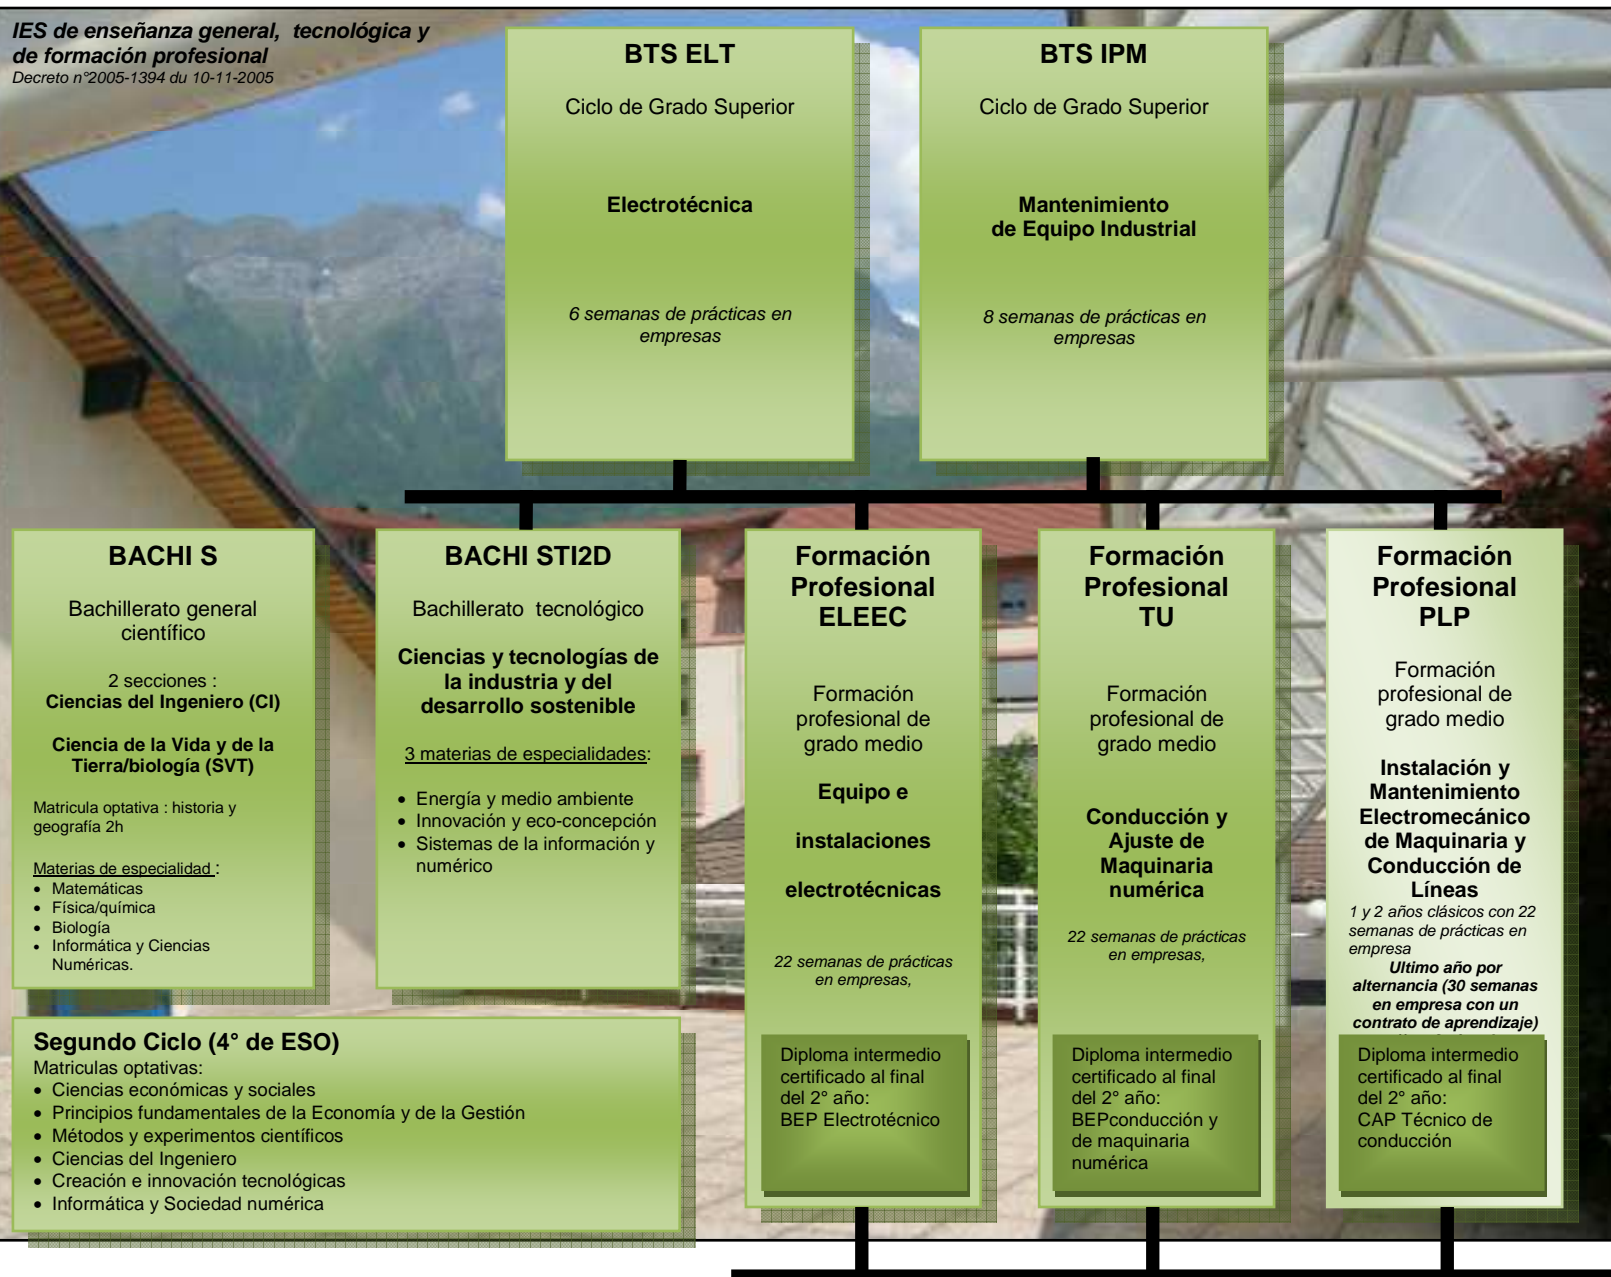 IES de enseñanza general, tecnológica y
de formación profesional
Decreto n°2005-1394 du 10-11-2005
BTS ELT
Ciclo de Grado Superior
Electrotécnica
6 semanas de prácticas en
empresas
BTS IPM
Ciclo de Grado Superior
Mantenimiento
de Equipo Industrial
8 semanas de prácticas en
empresas
BACHI S
Bachillerato general
científico
2 secciones :
Ciencias del Ingeniero (CI)
Ciencia de la Vida y de la
Tierra/biología (SVT)
Matricula optativa : historia y
geografía 2h
Materias de especialidad :
• Matemáticas
• Física/química
• Biología
• Informática y Ciencias
Numéricas.
BACHI STI2D
Bachillerato tecnológico
Ciencias y tecnologías de
la industria y del
desarrollo sostenible
3 materias de especialidades:
• Energía y medio ambiente
• Innovación y eco-concepción
• Sistemas de la información y
numérico
Formación
Profesional
ELEEC
Formación
profesional de
grado medio
Equipo e
instalaciones
electrotécnicas
22 semanas de prácticas
en empresas,
Diploma intermedio
certificado al final
del 2° año:
BEP Electrotécnico
Formación
Profesional
TU
Formación
profesional de
grado medio
Conducción y
Ajuste de
Maquinaria
numérica
22 semanas de prácticas
en empresas,
Diploma intermedio
certificado al final
del 2° año:
BEPconducción y
de maquinaria
numérica
Formación
Profesional
PLP
Formación
profesional de
grado medio
Instalación y
Mantenimiento
Electromecánico
de Maquinaria y
Conducción de
Líneas
1 y 2 años clásicos con 22
semanas de prácticas en
empresa
Ultimo año por
alternancia (30 semanas
en empresa con un
contrato de aprendizaje)
Diploma intermedio
certificado al final
del 2° año:
CAP Técnico de
conducción
Segundo Ciclo (4° de ESO)
Matriculas optativas:
• Ciencias económicas y sociales
• Principios fundamentales de la Economía y de la Gestión
• Métodos y experimentos científicos
• Ciencias del Ingeniero
• Creación e innovación tecnológicas
• Informática y Sociedad numérica